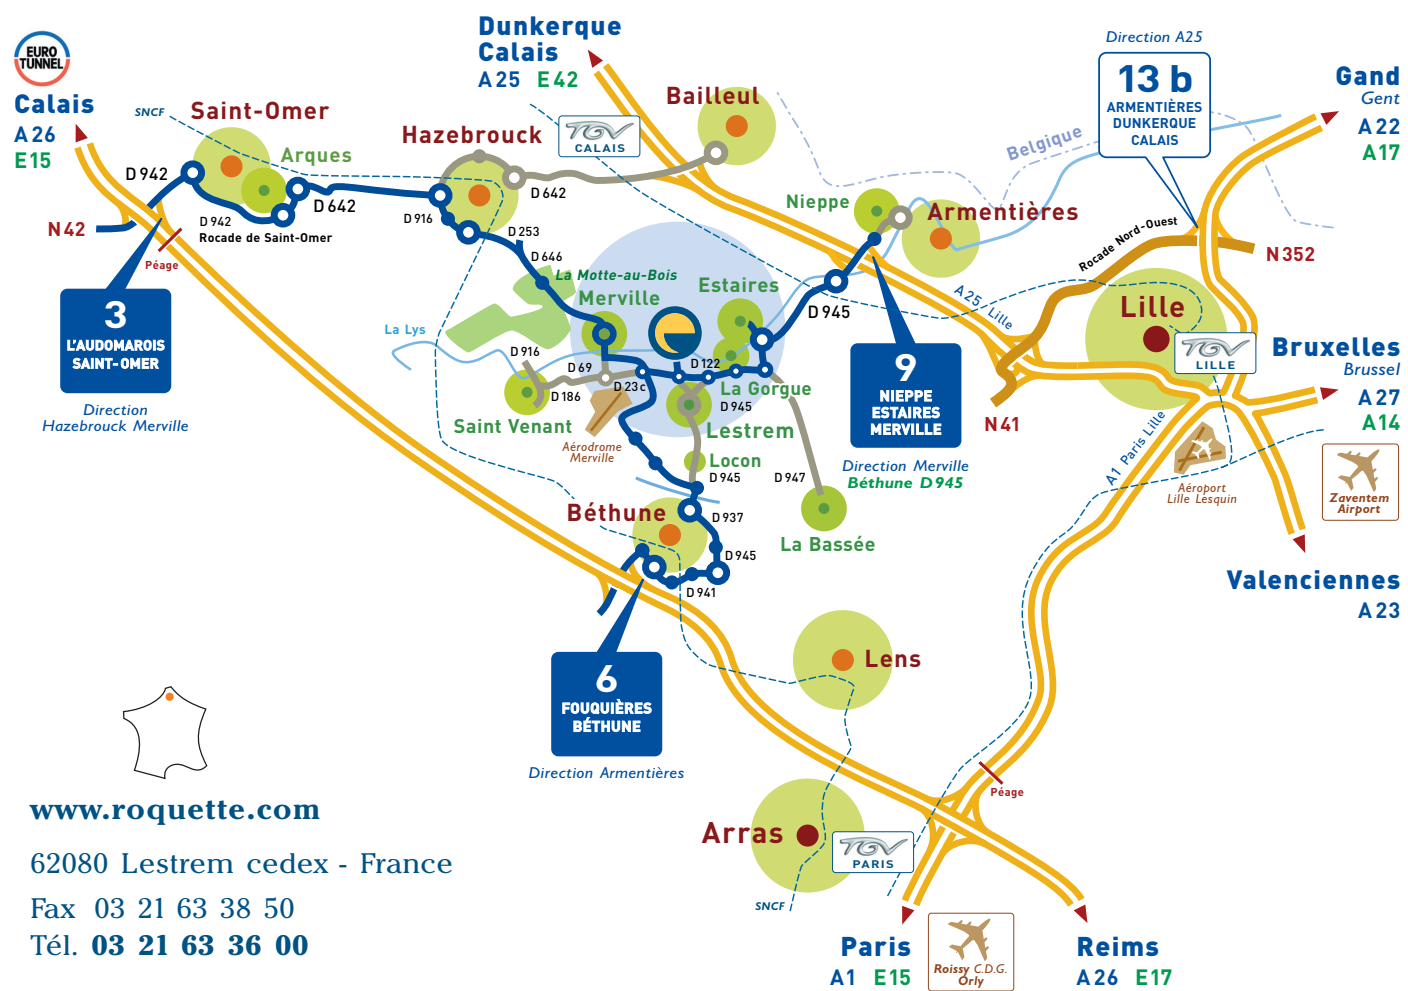 EURO
TUNNEL
Calais
A 26
E 15
N 42
SNCF
Saint-Omer
Arques
D 942
D 942
Rocade de Saint-Omer
D 642
Péage
3
L'AUDOMAROIS
SAINT-OMER
Direction
Hazebrouck Merville
Dunkerque
Calais
A 25 E 42
TGV
CALAIS
Hazebrouck
D 642
Bailleul
D 916
D 253
D 646
La Motte-au-Bois
Merville
Estaires
La Lys
D 916
D 69
D 186
D 23c
D 122
La Gorgue
D 945
Saint Venant
Aérodrome
Merville
Lestrem
Locon
D 945
D 947
Béthune
D 937
D 945
D 941
La Bassée
Nieppe
Armentières
Belgique
D 945
A 25 Lille
9
NIEPPE
ESTAIRES
MERVILLE
Direction Merville
Béthune D 945
Direction A25
13 b
ARMENTIÈRES
DUNKERQUE
CALAIS
Rocade Nord-Ouest
N 352
N 41
Gand
Gent
A 22
A 17
Lille
TGV
LILLE
Bruxelles
Brussel
A 27
A 14
A 1 Paris Lille
Aéroport
Lille Lesquin
Zaventem
Airport
Valenciennes
A 23
6
FOUQUIÈRES
BÉTHUNE
Direction Armentières
Lens
Arras
TGV
PARIS
SNCF
Péage
Paris
A 1 E 15
Roissy C.D.G.
Orly
Reims
A 26 E 17
www.roquette.com
62080 Lestrem cedex - France
Fax 03 21 63 38 50
Tél. 03 21 63 36 00